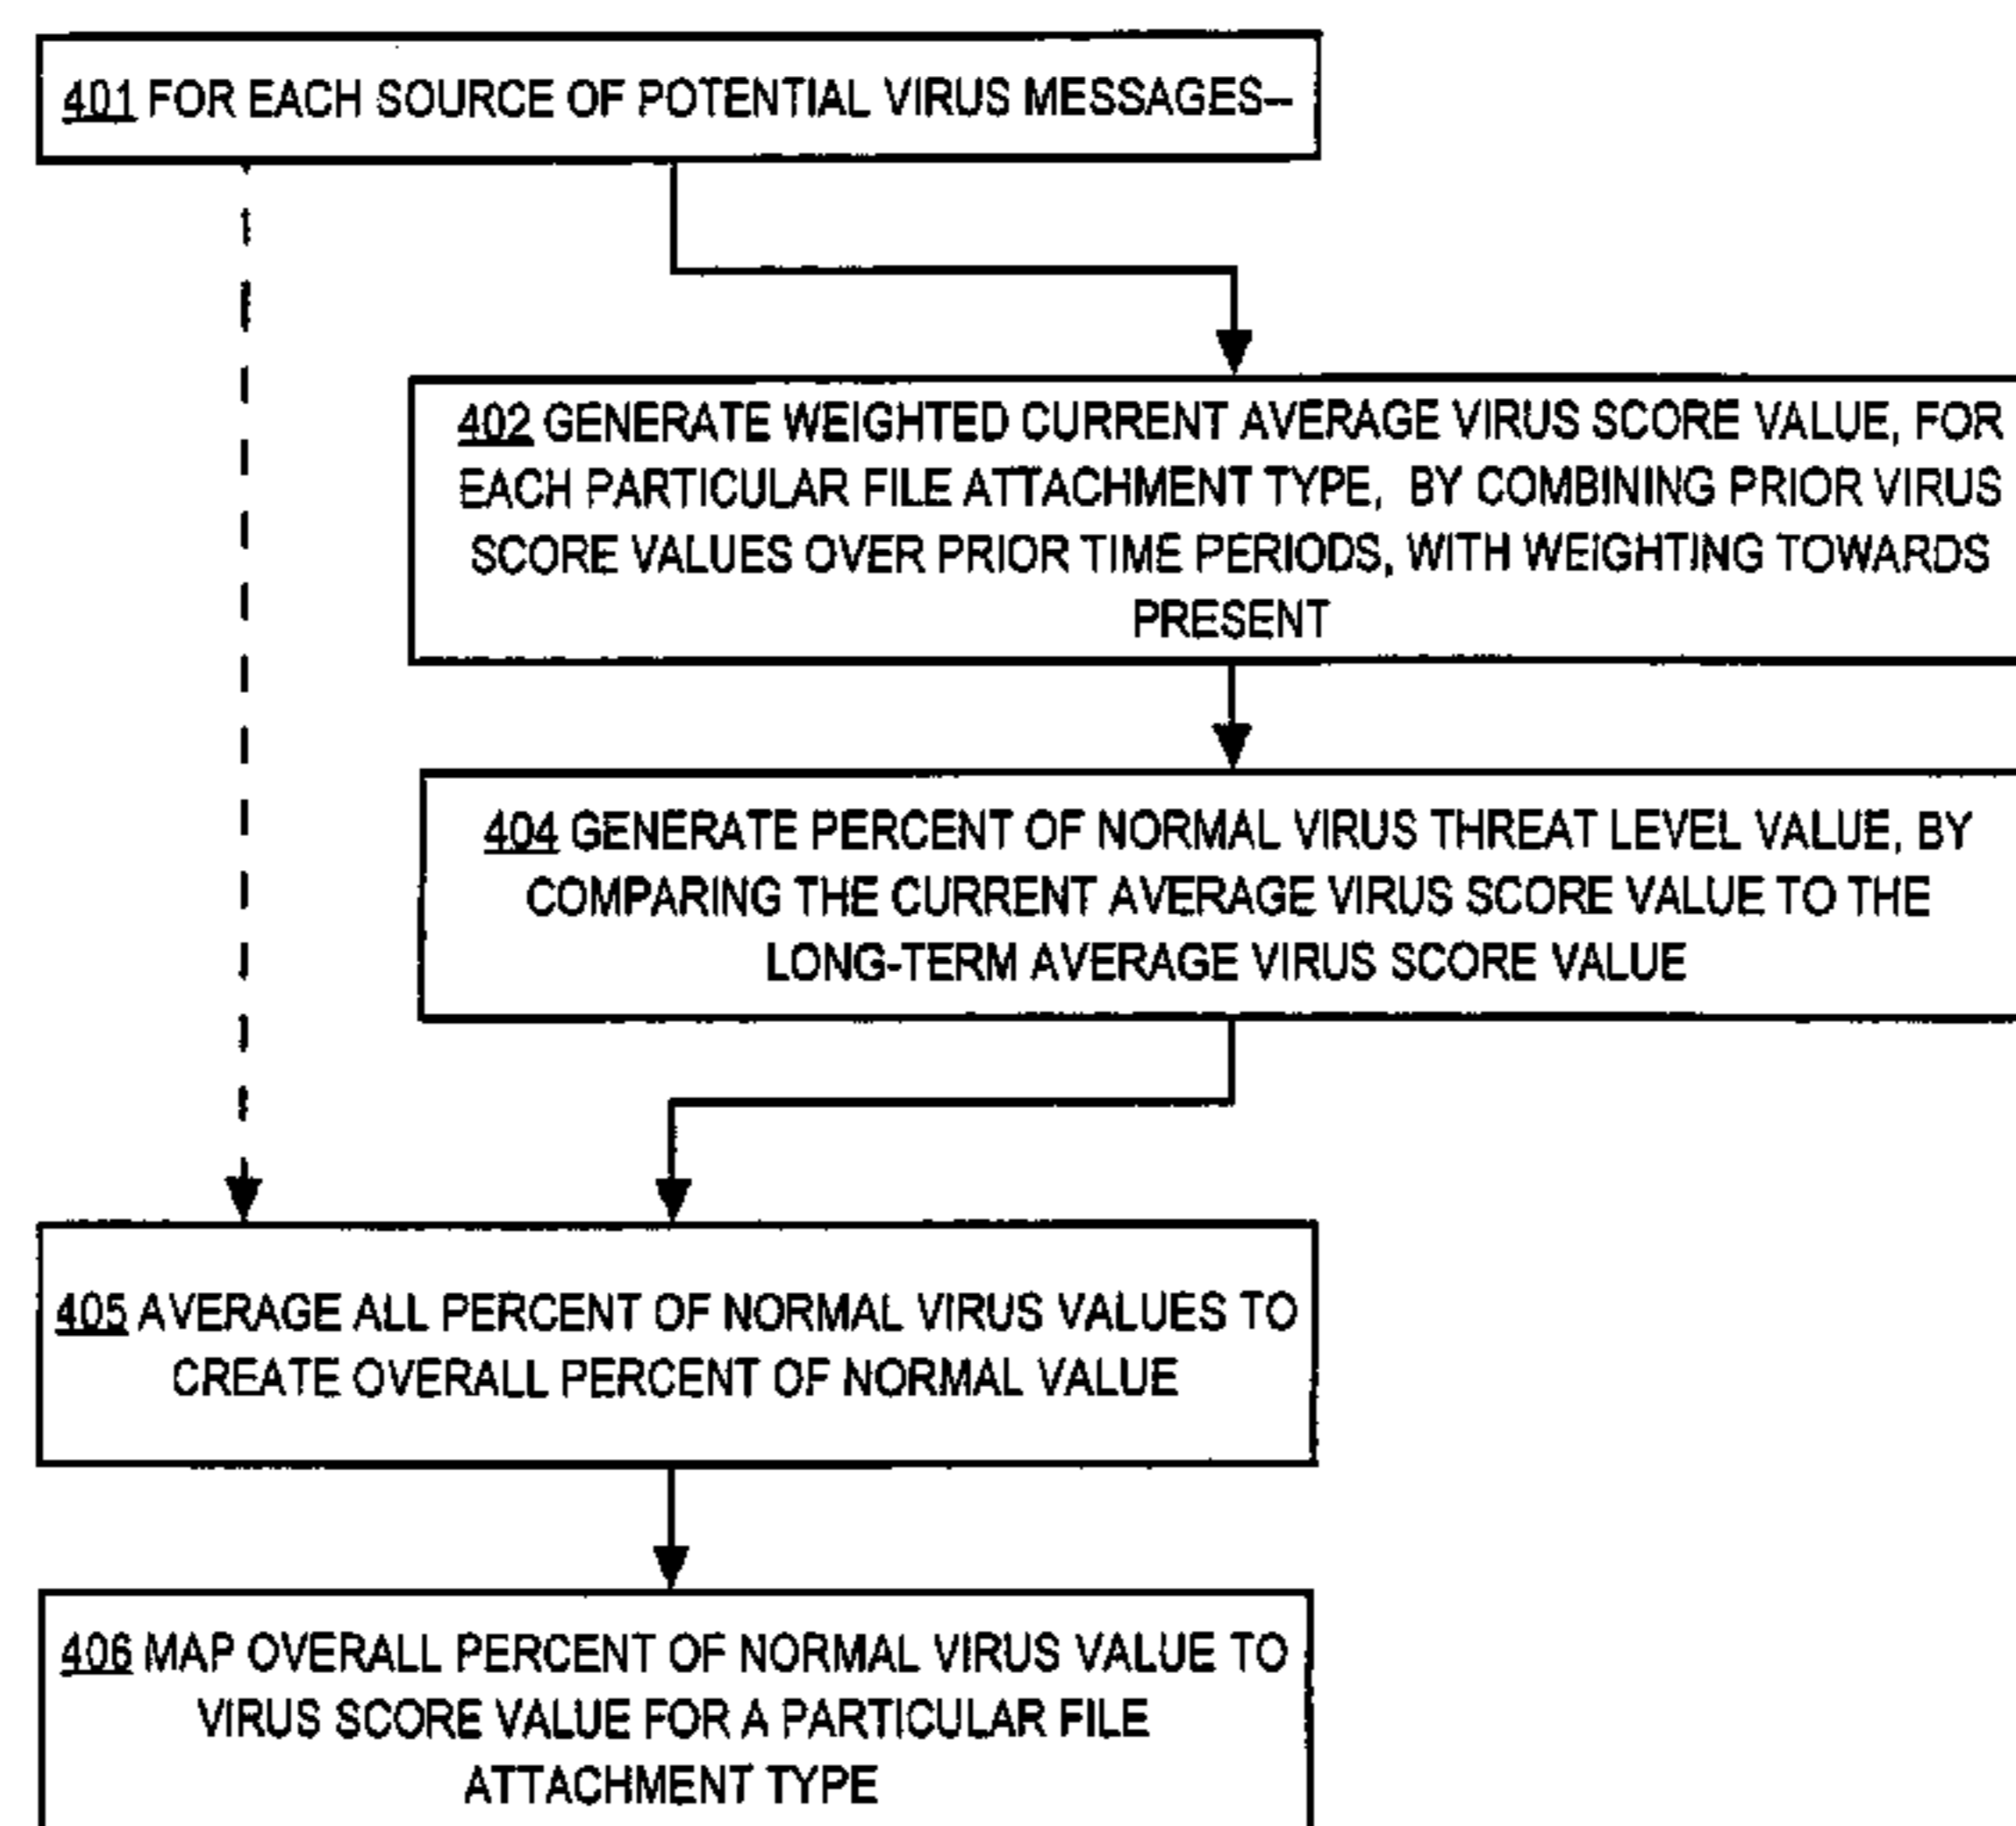 401 FOR EACH SOURCE OF POTENTIAL VIRUS MESSAGES--
402 GENERATE WEIGHTED CURRENT AVERAGE VIRUS SCORE VALUE, FOR
EACH PARTICULAR FILE ATTACHMENT TYPE, BY COMBINING PRIOR VIRUS
SCORE VALUES OVER PRIOR TIME PERIODS, WITH WEIGHTING TOWARDS
PRESENT
404 GENERATE PERCENT OF NORMAL VIRUS THREAT LEVEL VALUE, BY
COMPARING THE CURRENT AVERAGE VIRUS SCORE VALUE TO THE
LONG-TERM AVERAGE VIRUS SCORE VALUE
405 AVERAGE ALL PERCENT OF NORMAL VIRUS VALUES TO
CREATE OVERALL PERCENT OF NORMAL VALUE
406 MAP OVERALL PERCENT OF NORMAL VIRUS VALUE TO
VIRUS SCORE VALUE FOR A PARTICULAR FILE
ATTACHMENT TYPE